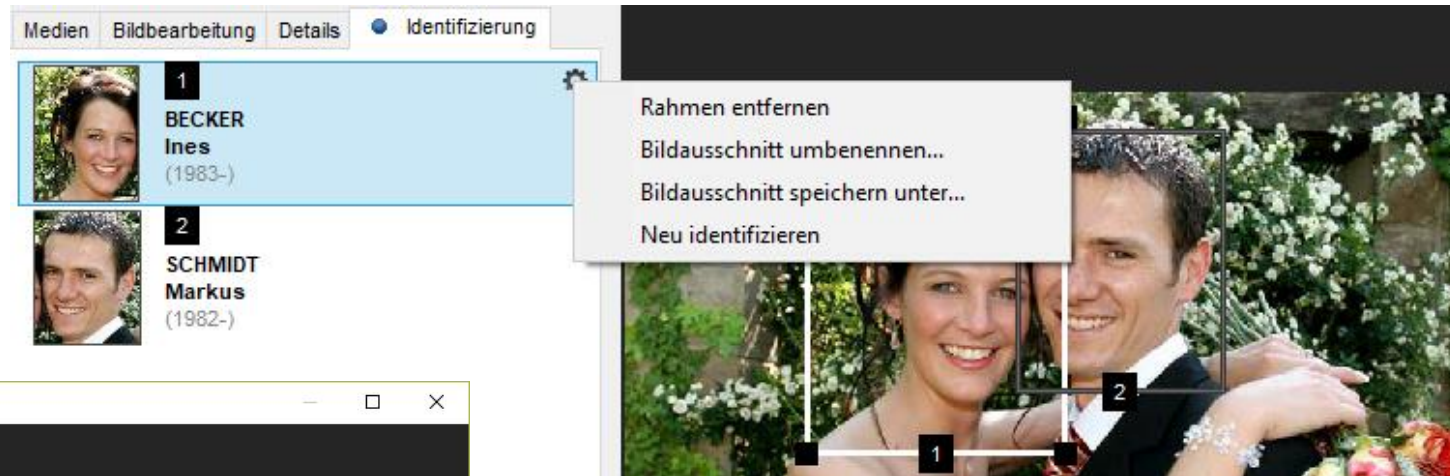 Medien Bildbearbeitung Details Identifizierung
1
BECKER
Ines
(1983-)
2
SCHMIDT
Markus
(1982-)
Rahmen entfernen
Bildausschnitt umbenennen...
Bildausschnitt speichern unter...
Neu identifizieren
2
1